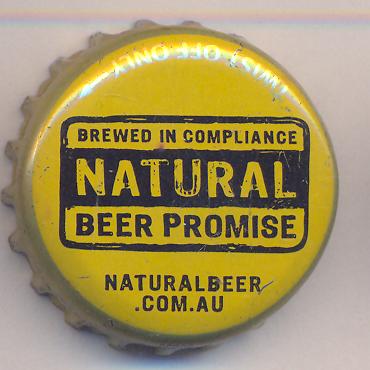 TWIST OFF ONLY
BREWED IN COMPLIANCE
NATURAL
BEER PROMISE
NATURALBEER
.COM.AU